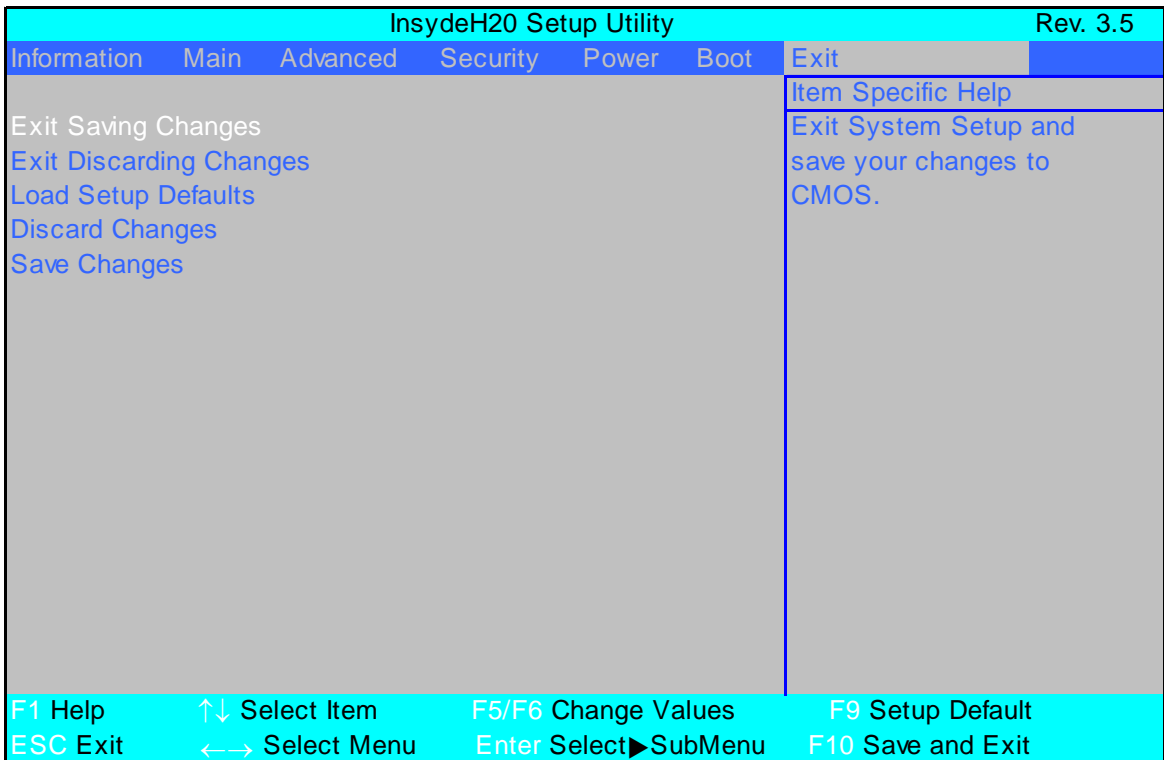 InsydeH20 Setup Utility Rev. 3.5
Information Main Advanced Security Power Boot Exit
Item Specific Help
Exit Saving Changes
Exit Discarding Changes
Load Setup Defaults
Discard Changes
Save Changes
Exit System Setup and
save your changes to
CMOS.
F1 Help ↑↓ Select Item F5/F6 Change Values F9 Setup Default
ESC Exit ←→ Select Menu Enter Select▶SubMenu F10 Save and Exit